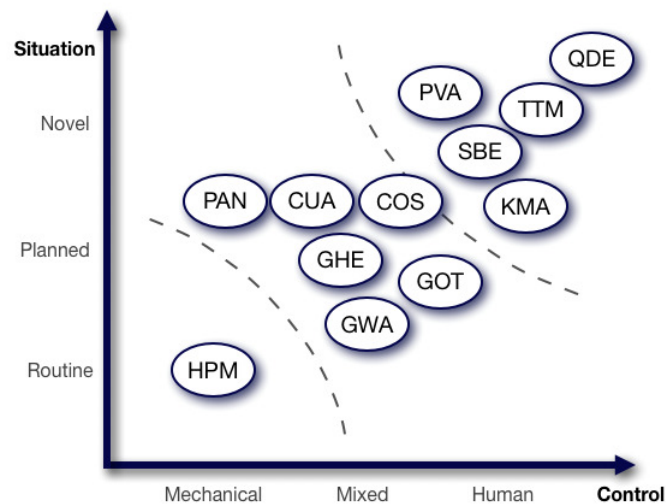 Situation
QDE
PVA
TTM
Novel
SBE
PAN
CUA
COS
KMA
Planned
GHE
GOT
GWA
Routine
HPM
Mechanical
Mixed
Human
Control